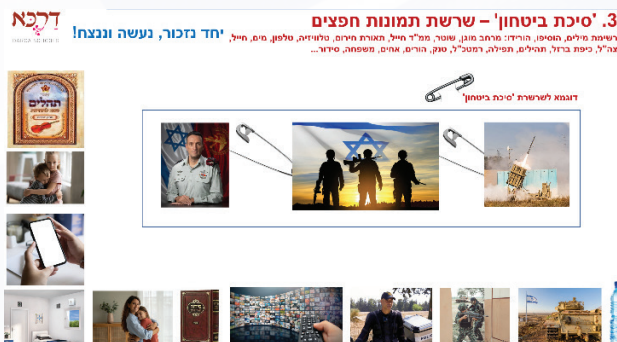 3. 'סיכת ביטחון' – שרשת תמונות חפצים
רשימת מילים, הוסיפו, הורידו: מרחב מוגן, שוטר, ממ"ד חייל, תאורת חירום, טלוויזיה, טלפון, מים, חייל,
צה"ל, כיפת ברזל, תהילים, תפילה, רמטכ"ל, טנק, הורים, אחים, משפחה, סידור...
יחד נזכור, נעשה וננצח!
דרכא
דוגמא לשרשרת 'סיכת ביטחון'
תהלים